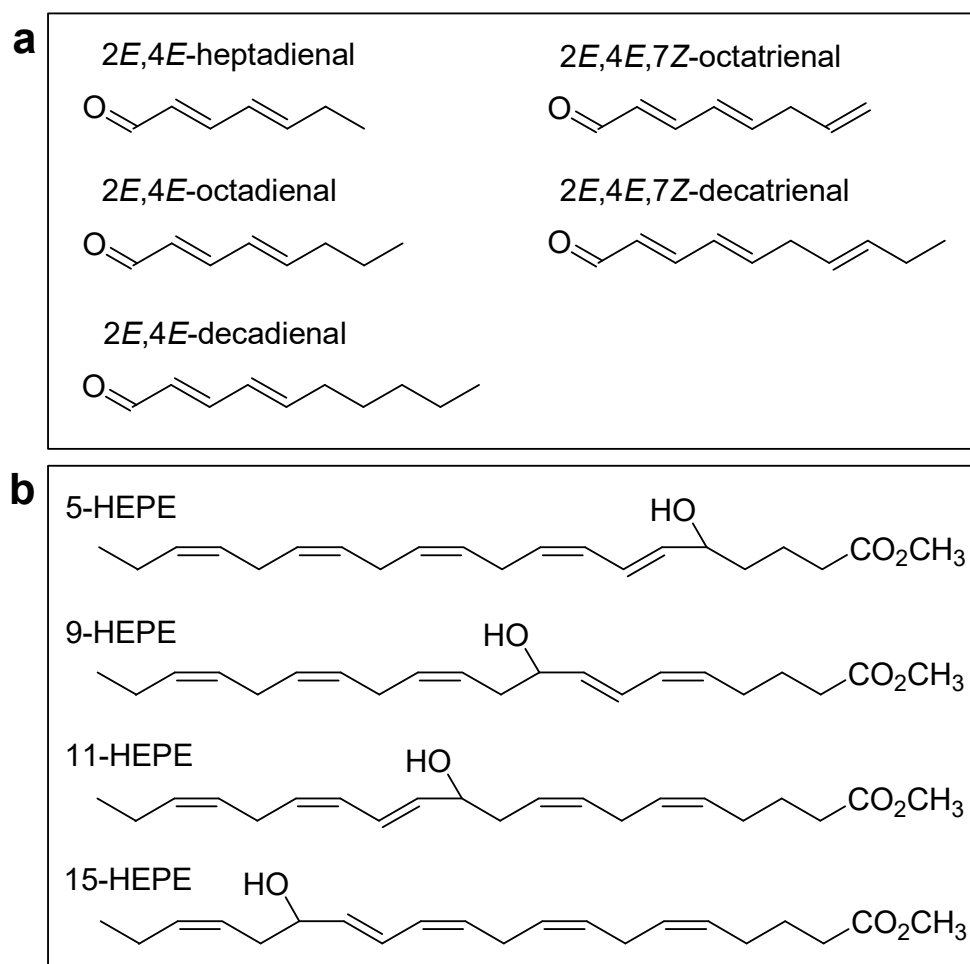 a
2E,4E-heptadienal
2E,4E,7Z-octatrienal
O
O
2E,4E-octadienal
2E,4E,7Z-decatrienal
O
O
2E,4E-decadienal
O
b
5-HEPE
HO
CO₂CH₃
9-HEPE
HO
CO₂CH₃
11-HEPE
HO
CO₂CH₃
15-HEPE
HO
CO₂CH₃